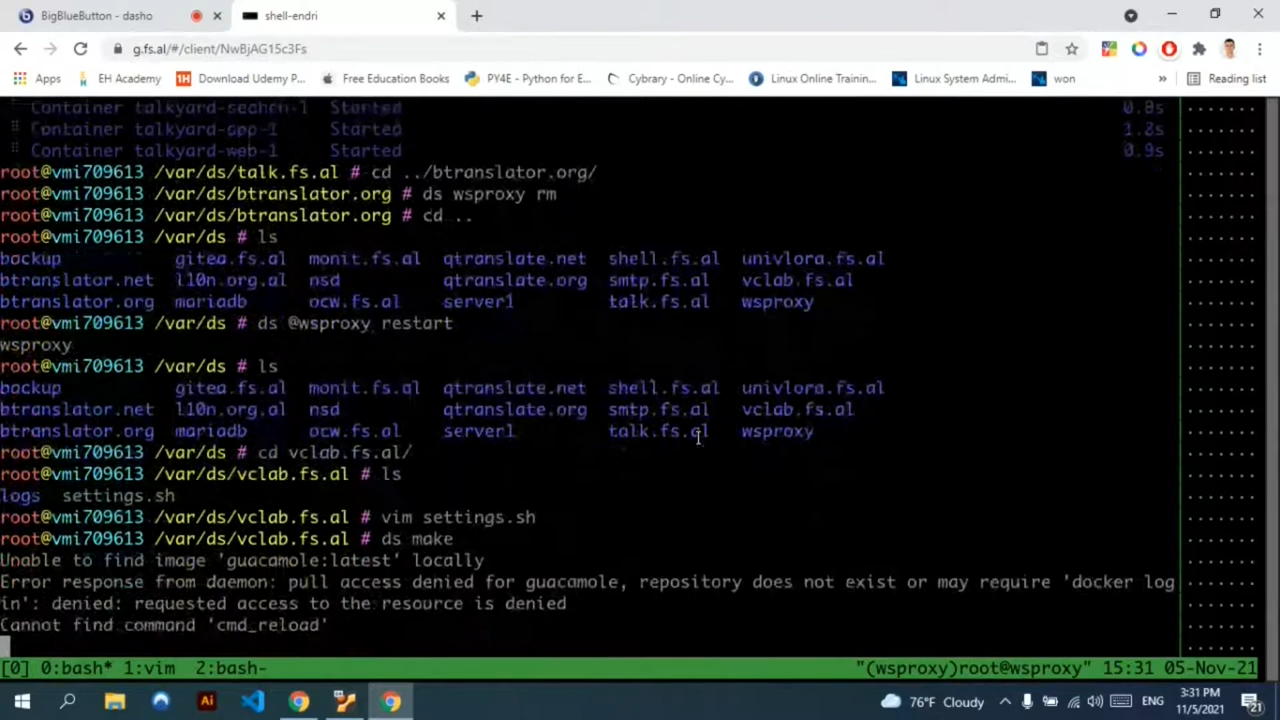 BigBlueButton - dasho
shell-endri
g.fs.al/#/client/NwBjAG15c3Fs
Apps
EH Academy
Download Udemy P...
Free Education Books
PY4E - Python for E...
Cybrary - Online Cy...
Linux Online Trainin...
Linux System Admi...
won
»
Reading list
Container talkyard-search-1 Started 0.8s
Container talkyard-app-1 Started 1.2s
Container talkyard-web-1 Started 0.9s
root@vmi709613 /var/ds/talk.fs.al # cd ../btranslator.org/
root@vmi709613 /var/ds/btranslator.org # ds wsproxy rm
root@vmi709613 /var/ds/btranslator.org # cd ..
root@vmi709613 /var/ds # ls
backup gitea.fs.al monit.fs.al qtranslate.net shell.fs.al univlora.fs.al
btranslator.net l10n.org.al nsd qtranslate.org smtp.fs.al vclab.fs.al
btranslator.org mariadb ocw.fs.al server1 talk.fs.al wsproxy
root@vmi709613 /var/ds # ds @wsproxy restart
wsproxy
root@vmi709613 /var/ds # ls
backup gitea.fs.al monit.fs.al qtranslate.net shell.fs.al univlora.fs.al
btranslator.net l10n.org.al nsd qtranslate.org smtp.fs.al vclab.fs.al
btranslator.org mariadb ocw.fs.al server1 talk.fs.al wsproxy
root@vmi709613 /var/ds # cd vclab.fs.al/
root@vmi709613 /var/ds/vclab.fs.al # ls
logs settings.sh
root@vmi709613 /var/ds/vclab.fs.al # vim settings.sh
root@vmi709613 /var/ds/vclab.fs.al # ds make
Unable to find image 'guacamole:latest' locally
Error response from daemon: pull access denied for guacamole, repository does not exist or may require 'docker log
in': denied: requested access to the resource is denied
Cannot find command 'cmd_reload'
[0] 0:bash* 1:vim 2:bash- "(wsproxy)root@wsproxy" 15:31 05-Nov-21
76°F Cloudy
ENG
3:31 PM
11/5/2021
21